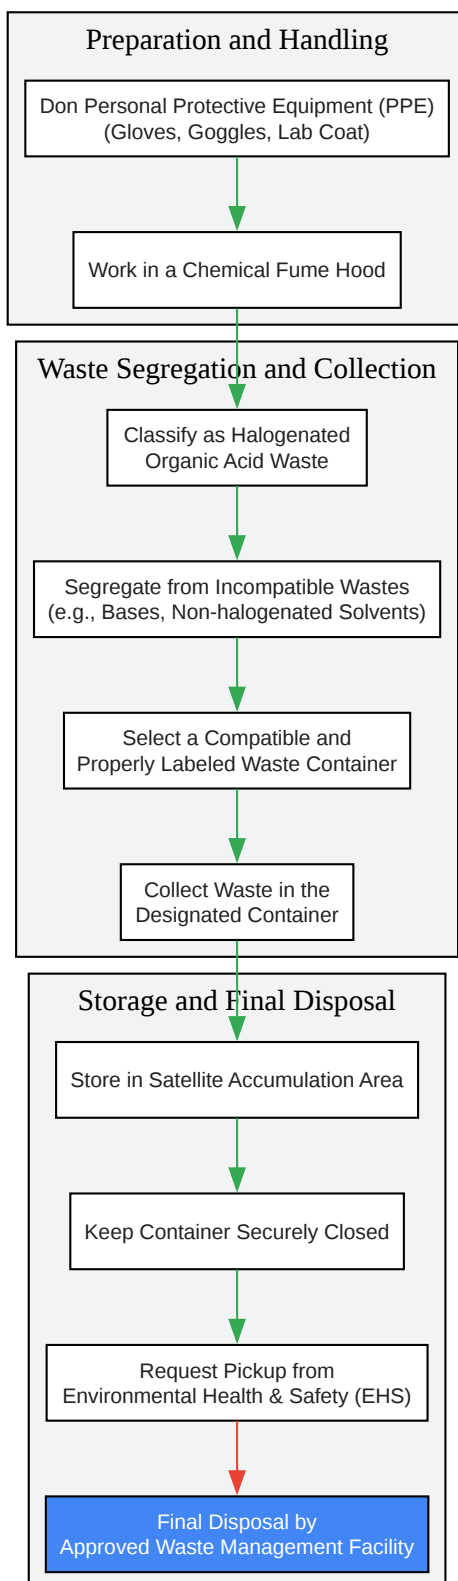 Preparation and Handling
Don Personal Protective Equipment (PPE)
(Gloves, Goggles, Lab Coat)
Work in a Chemical Fume Hood
Waste Segregation and Collection
Classify as Halogenated
Organic Acid Waste
Segregate from Incompatible Wastes
(e.g., Bases, Non-halogenated Solvents)
Select a Compatible and
Properly Labeled Waste Container
Collect Waste in the
Designated Container
Storage and Final Disposal
Store in Satellite Accumulation Area
Keep Container Securely Closed
Request Pickup from
Environmental Health & Safety (EHS)
Final Disposal by
Approved Waste Management Facility